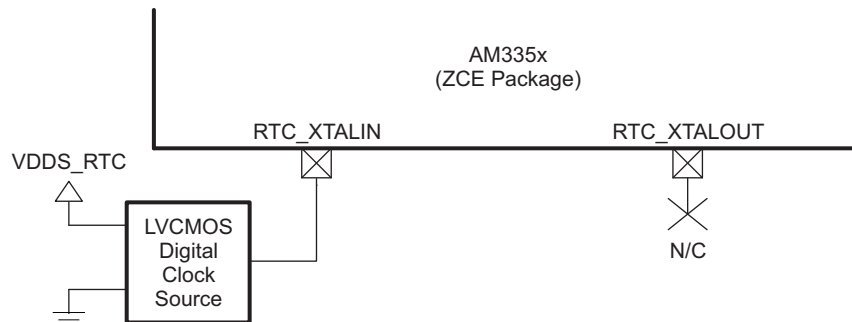 AM335x
(ZCE Package)
RTC_XTALIN
RTC_XTALOUT
VDDS_RTC
LVCMOS
Digital
Clock
Source
N/C